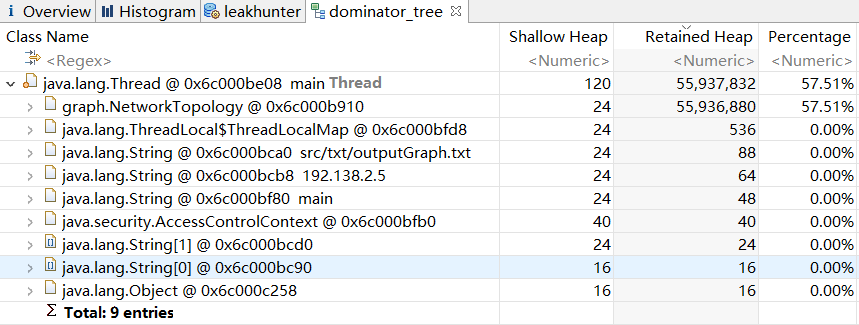 i Overview Histogram leakhunter dominator_tree
Class Name Shallow Heap Retained Heap Percentage
<Regex> <Numeric> <Numeric> <Numeric>
java.lang.Thread @ 0x6c000be08 main Thread 120 55,937,832 57.51%
graph.NetworkTopology @ 0x6c000b910 24 55,936,880 57.51%
java.lang.ThreadLocal$ThreadLocalMap @ 0x6c000bfd8 24 536 0.00%
java.lang.String @ 0x6c000bca0 src/txt/outputGraph.txt 24 88 0.00%
java.lang.String @ 0x6c000bcb8 192.138.2.5 24 64 0.00%
java.lang.String @ 0x6c000bf80 main 24 48 0.00%
java.security.AccessControlContext @ 0x6c000bfb0 40 40 0.00%
java.lang.String[1] @ 0x6c000bcd0 24 24 0.00%
java.lang.String[0] @ 0x6c000bc90 16 16 0.00%
java.lang.Object @ 0x6c000c258 16 16 0.00%
Σ Total: 9 entries